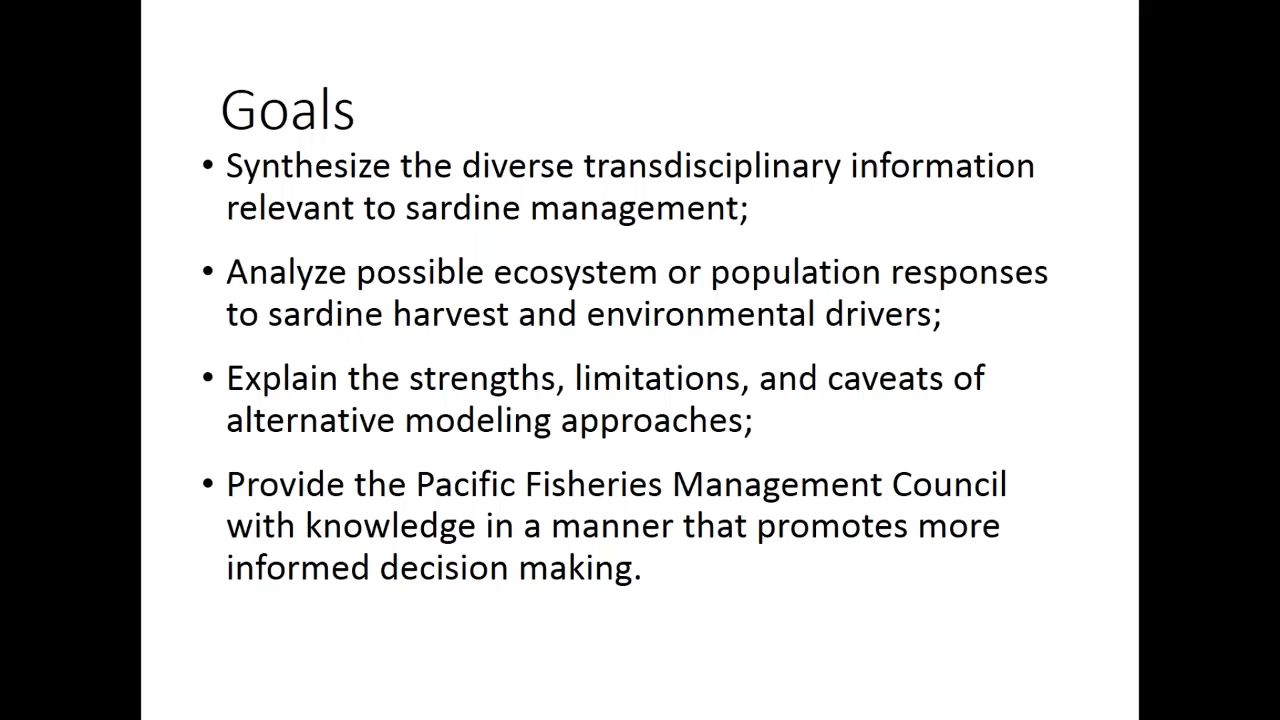 Goals
• Synthesize the diverse transdisciplinary information
relevant to sardine management;
• Analyze possible ecosystem or population responses
to sardine harvest and environmental drivers;
• Explain the strengths, limitations, and caveats of
alternative modeling approaches;
• Provide the Pacific Fisheries Management Council
with knowledge in a manner that promotes more
informed decision making.